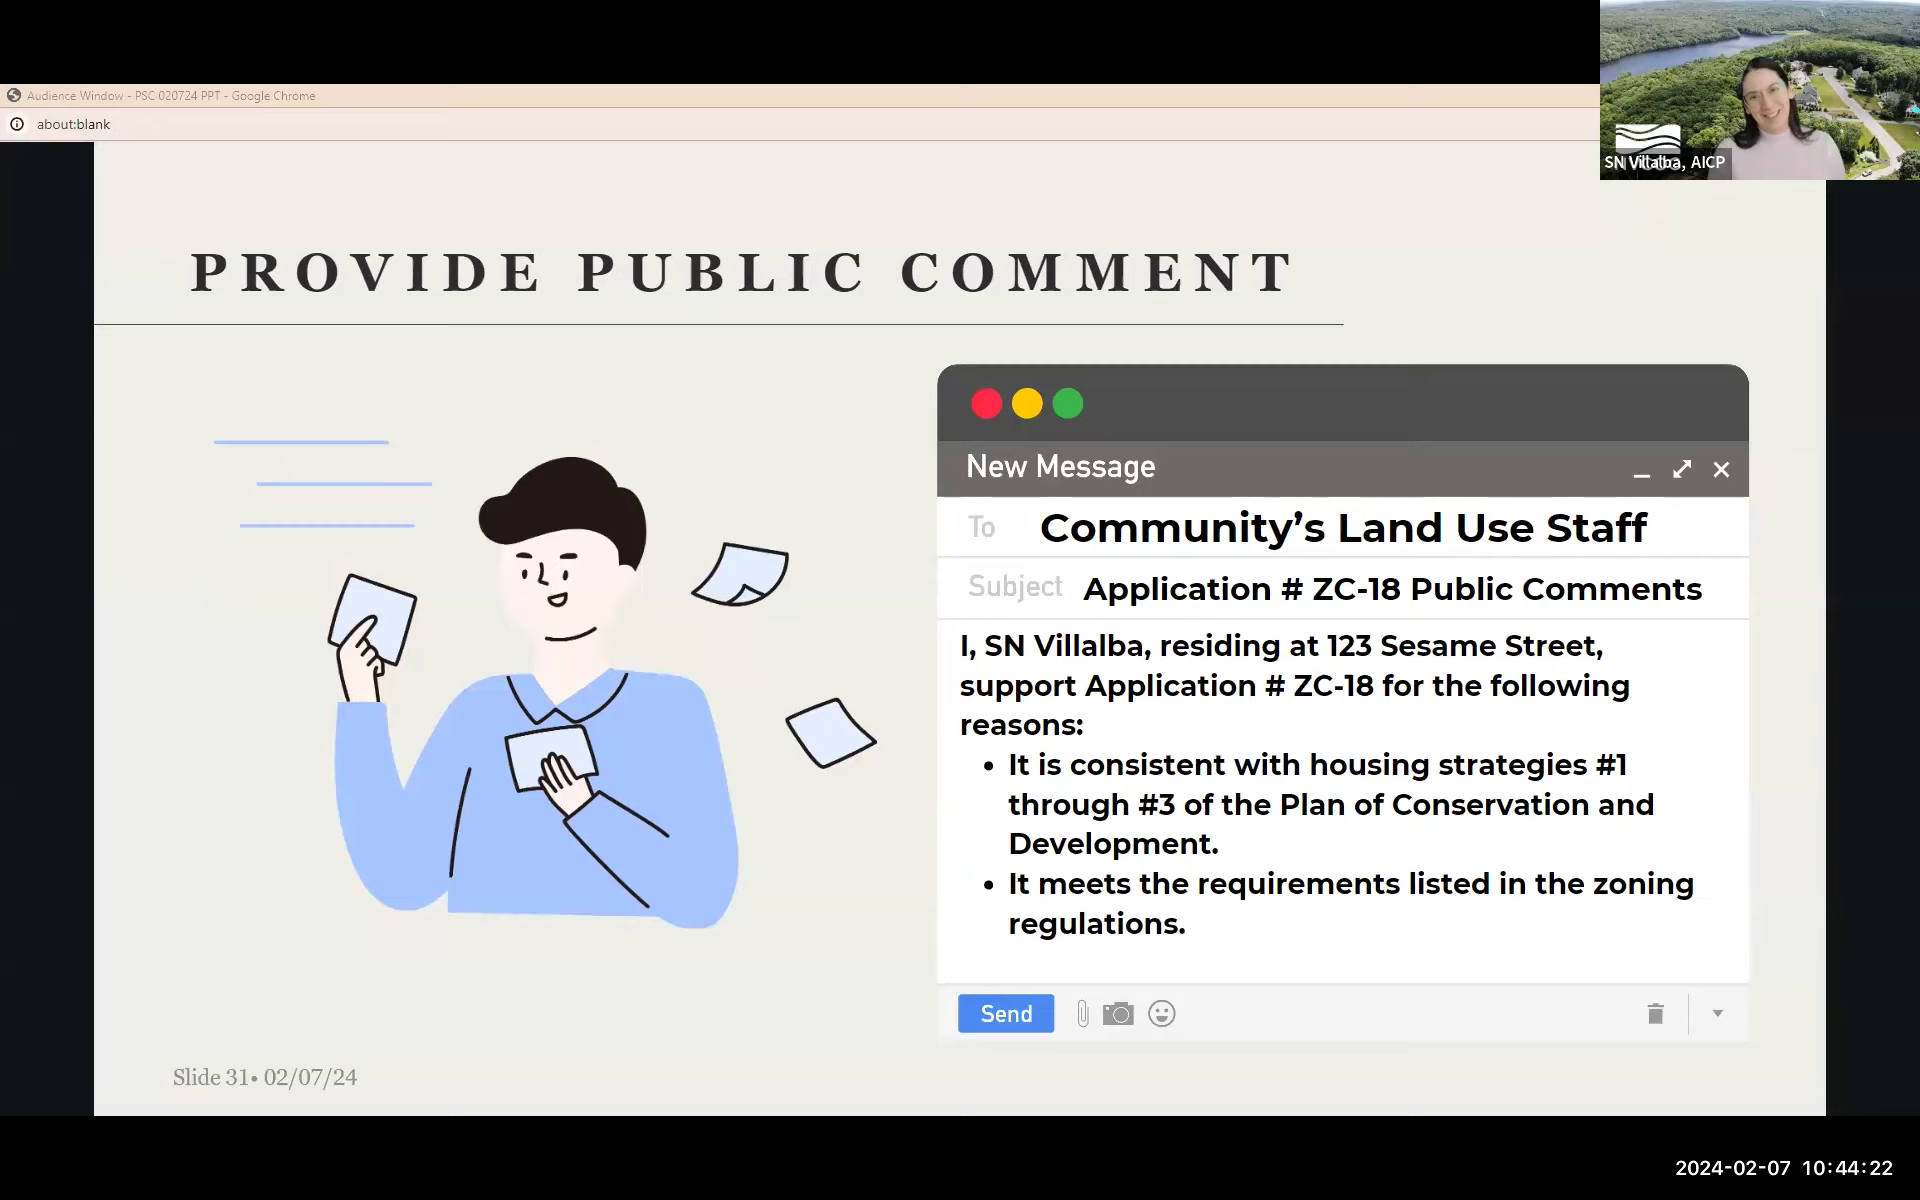 Audience Window - PSC 020724 PPT - Google Chrome
about:blank
SN Villalba, AICP
PROVIDE PUBLIC COMMENT
New Message
To Community’s Land Use Staff
Subject Application # ZC-18 Public Comments
I, SN Villalba, residing at 123 Sesame Street,
support Application # ZC-18 for the following
reasons:
• It is consistent with housing strategies #1
through #3 of the Plan of Conservation and
Development.
• It meets the requirements listed in the zoning
regulations.
Send
Slide 31• 02/07/24
2024-02-07 10:44:22